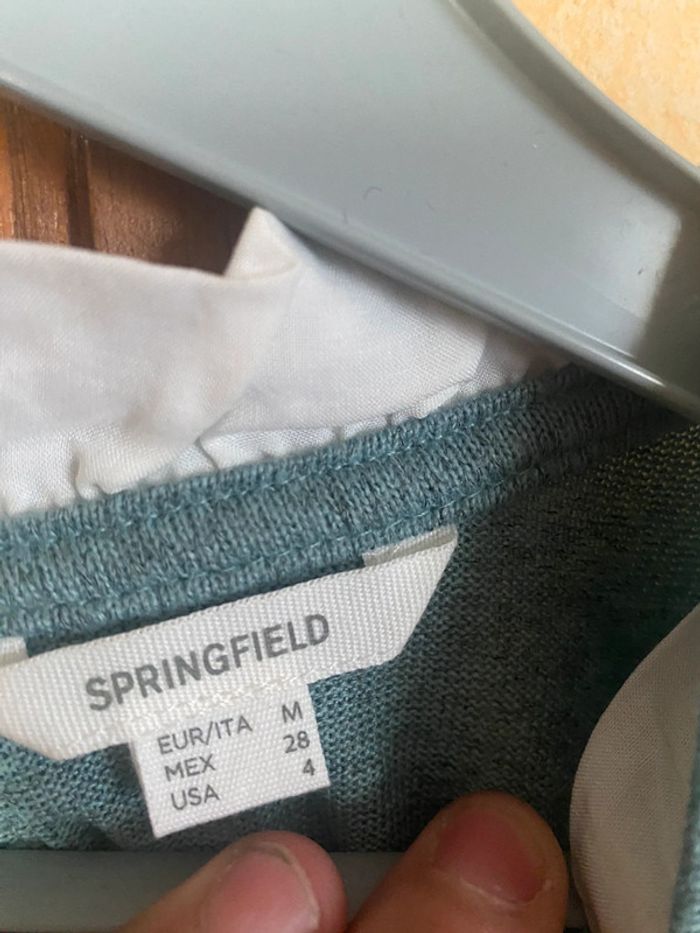 SPRINGFIELD
EUR/ITA M
MEX 28
USA 4